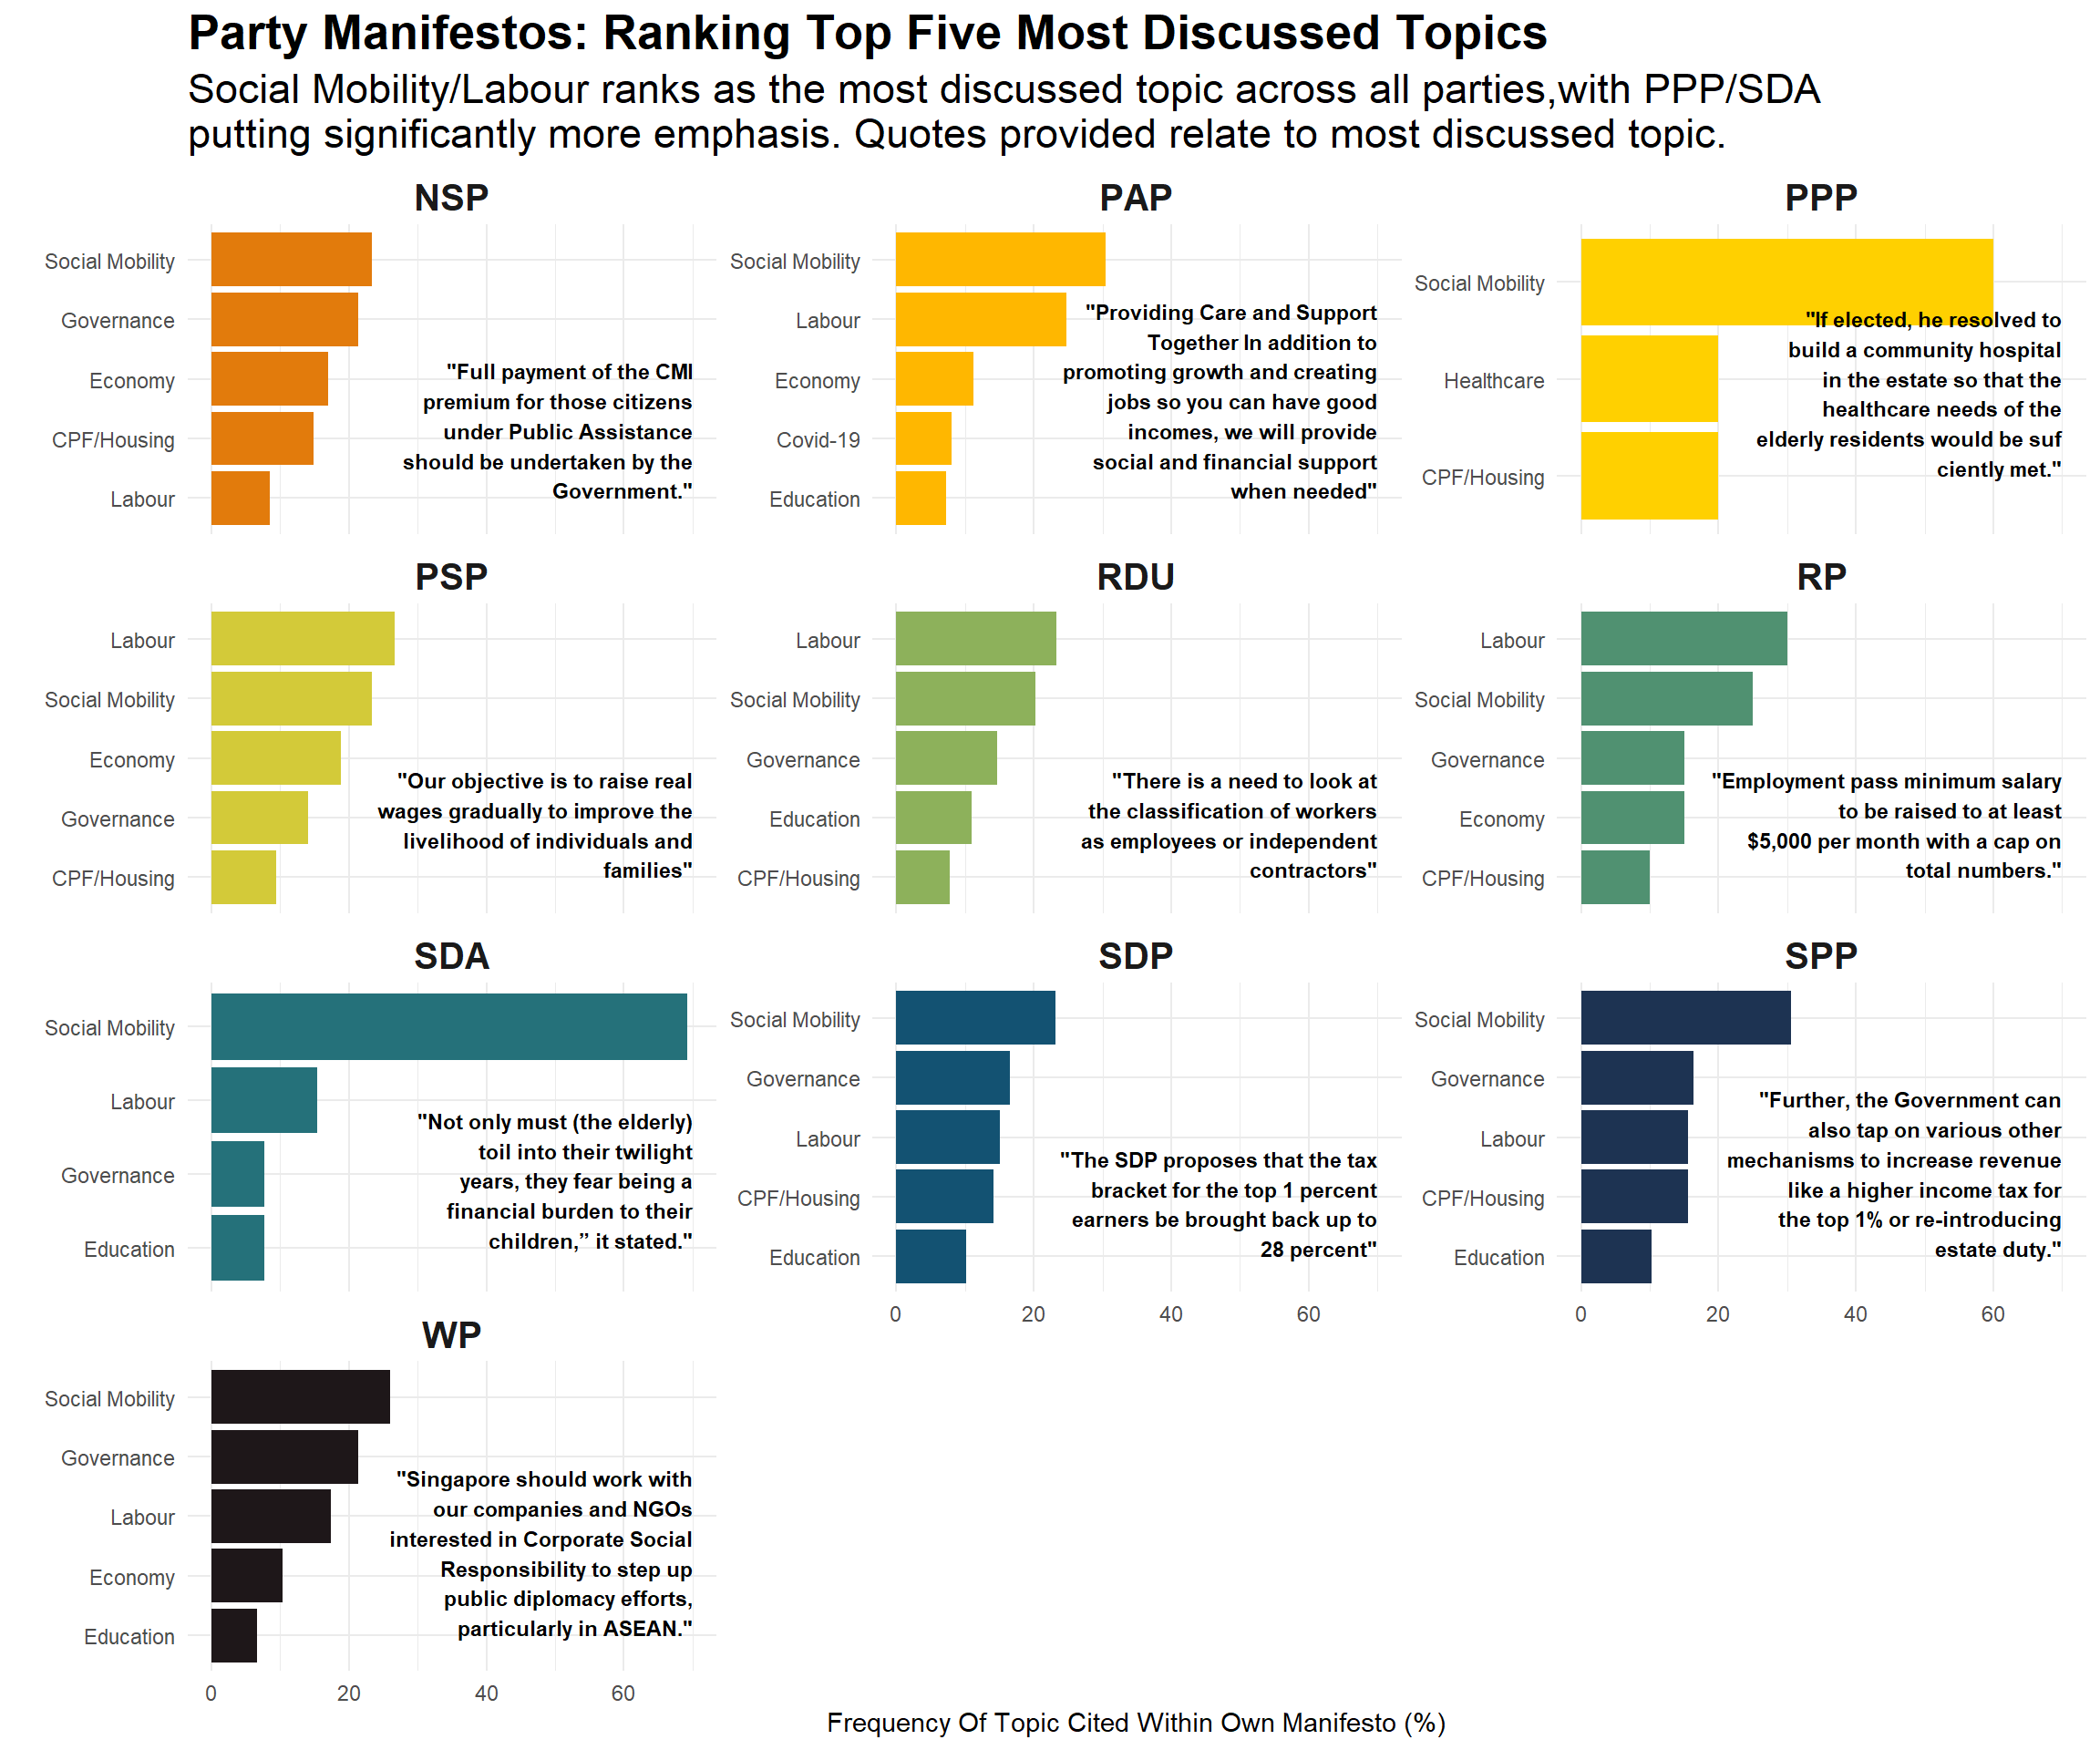 Party Manifestos: Ranking Top Five Most Discussed Topics
Social Mobility/Labour ranks as the most discussed topic across all parties,with PPP/SDA
putting significantly more emphasis. Quotes provided relate to most discussed topic.
NSP
Social Mobility
Governance
Economy
CPF/Housing
Labour
"Full payment of the CMI
premium for those citizens
under Public Assistance
should be undertaken by the
Government."
PAP
Social Mobility
Labour
Economy
Covid-19
Education
"Providing Care and Support
Together In addition to
promoting growth and creating
jobs so you can have good
incomes, we will provide
social and financial support
when needed"
PPP
Social Mobility
Healthcare
CPF/Housing
"If elected, he resolved to
build a community hospital
in the estate so that the
healthcare needs of the
elderly residents would be suf
ciently met."
PSP
Labour
Social Mobility
Economy
Governance
CPF/Housing
"Our objective is to raise real
wages gradually to improve the
livelihood of individuals and
families"
RDU
Labour
Social Mobility
Governance
Education
CPF/Housing
"There is a need to look at
the classification of workers
as employees or independent
contractors"
RP
Labour
Social Mobility
Governance
Economy
CPF/Housing
"Employment pass minimum salary
to be raised to at least
$5,000 per month with a cap on
total numbers."
SDA
Social Mobility
Labour
Governance
Education
"Not only must (the elderly)
toil into their twilight
years, they fear being a
financial burden to their
children,” it stated."
SDP
Social Mobility
Governance
Labour
CPF/Housing
Education
"The SDP proposes that the tax
bracket for the top 1 percent
earners be brought back up to
28 percent"
0 20 40 60
SPP
Social Mobility
Governance
Labour
CPF/Housing
Education
"Further, the Government can
also tap on various other
mechanisms to increase revenue
like a higher income tax for
the top 1% or re-introducing
estate duty."
0 20 40 60
WP
Social Mobility
Governance
Labour
Economy
Education
"Singapore should work with
our companies and NGOs
interested in Corporate Social
Responsibility to step up
public diplomacy efforts,
particularly in ASEAN."
0 20 40 60
Frequency Of Topic Cited Within Own Manifesto (%)